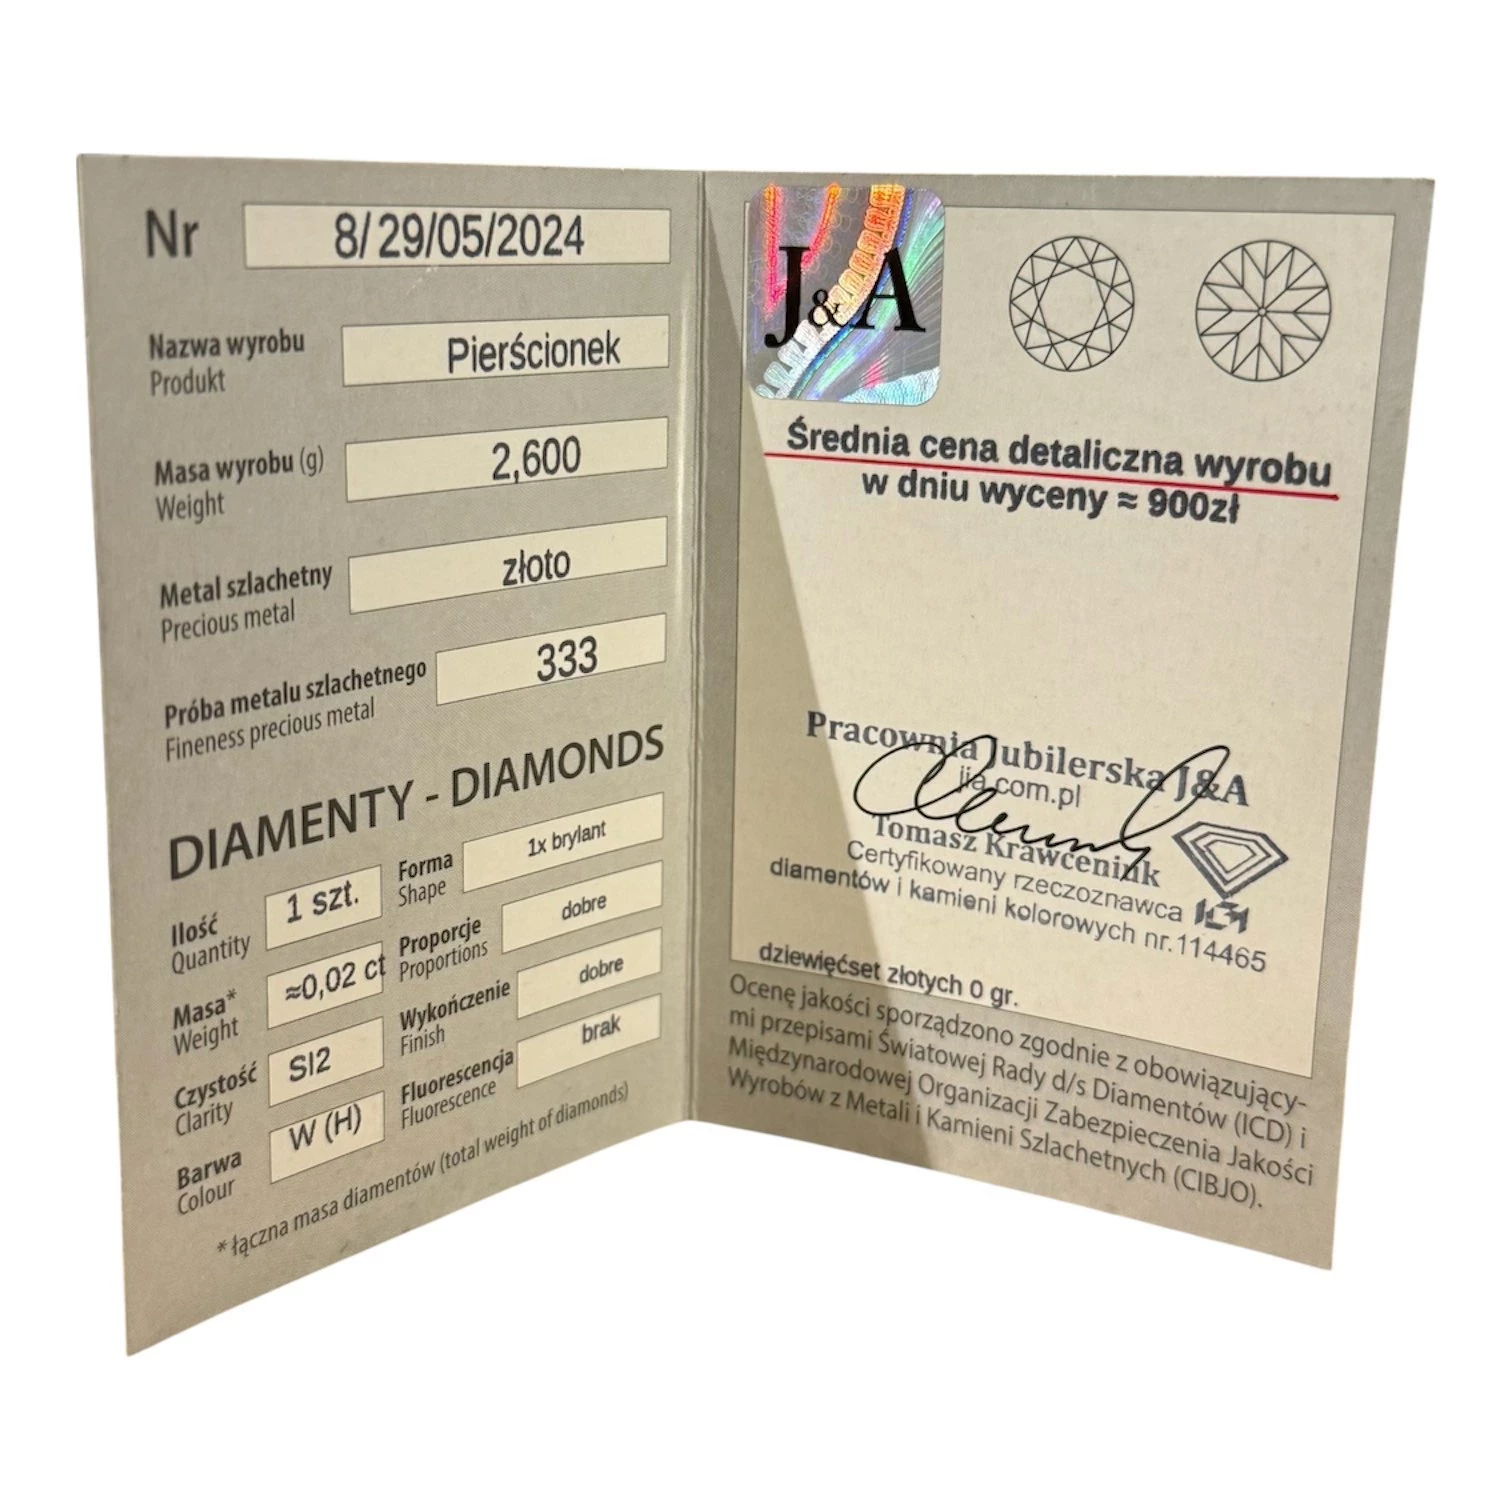 Nr 8/29/05/2024
Nazwa wyrobu Pierścionek
Produkt
Masa wyrobu (g) 2,600
Weight
Metal szlachetny złoto
Precious metal
Próba metalu szlachetnego 333
Fineness precious metal
DIAMENTY - DIAMONDS
Ilość 1 szt.
Quantity
Masa* ≈0,02 ct
Weight
Czystość SI2
Clarity
Barwa W (H)
Colour
Forma 1x brylant
Shape
Proporcje dobre
Proportions
Wykończenie dobre
Finish
Fluorescencja brak
Fluorescence
* łączna masa diamentów (total weight of diamonds)
J&A
Średnia cena detaliczna wyrobu
w dniu wyceny ≈ 900zł
Pracownia Jubilerska J&A
jia.com.pl
Tomasz Krawceniuk
Certyfikowany rzeczoznawca
diamentów i kamieni kolorowych nr.114465
dziewięćset złotych 0 gr.
Ocenę jakości sporządzono zgodnie z obowiązujący-
mi przepisami Światowej Rady d/s Diamentów (ICD) i
Międzynarodowej Organizacji Zabezpieczenia Jakości
Wyrobów z Metali i Kamieni Szlachetnych (CIBJO).